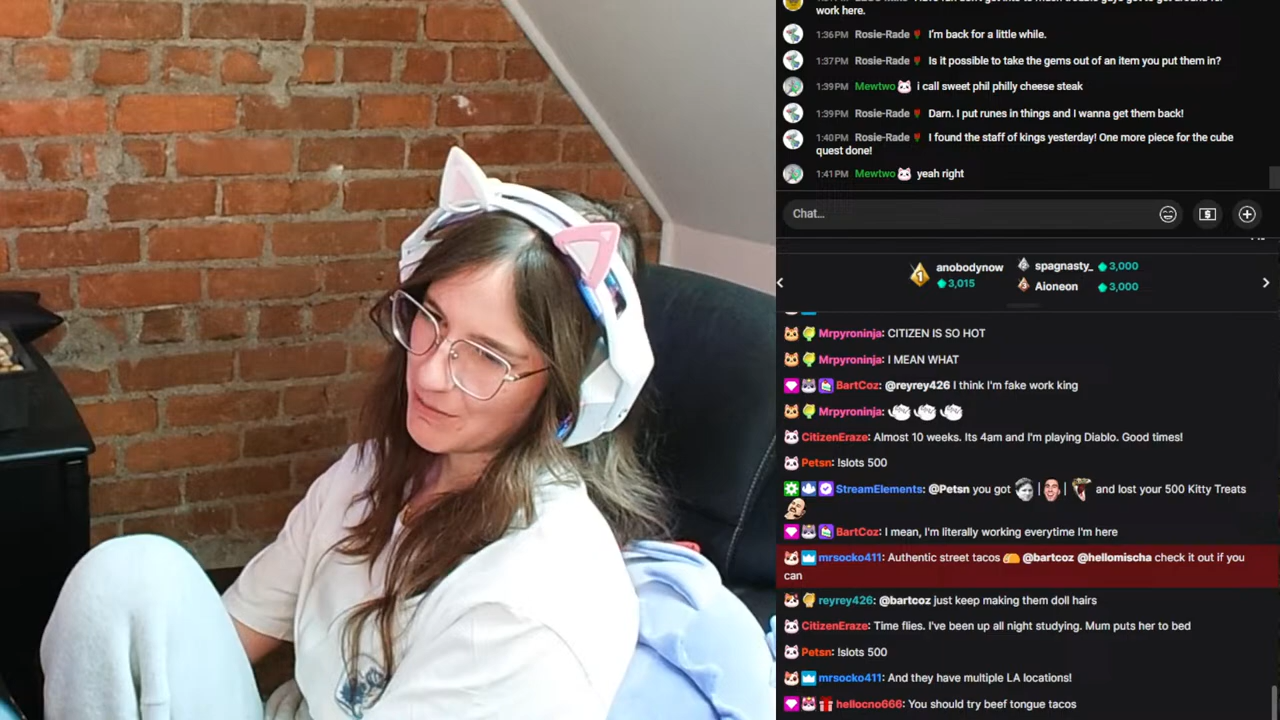 work here.
1:36 PM Rosie-Rade I'm back for a little while.
1:37 PM Rosie-Rade Is it possible to take the gems out of an item you put them in?
1:39 PM Mewtwo i call sweet phil philly cheese steak
1:39 PM Rosie-Rade Darn. I put runes in things and I wanna get them back!
1:40 PM Rosie-Rade I found the staff of kings yesterday! One more piece for the cube
quest done!
1:41 PM Mewtwo yeah right
Chat...
anobodynow
3,015
spagnasty_ 3,000
Aioneon 3,000
Mrpyroninja: CITIZEN IS SO HOT
Mrpyroninja: I MEAN WHAT
BartCoz: @reyrey426 I think I'm fake work king
Mrpyroninja:
CitizenEraze: Almost 10 weeks. Its 4am and I'm playing Diablo. Good times!
Petsn: !slots 500
StreamElements: @Petsn you got | | and lost your 500 Kitty Treats
BartCoz: I mean, I'm literally working everytime I'm here
mrsocko411: Authentic street tacos 🌮 @bartcoz @hellomischa check it out if you
can
reyrey426: @bartcoz just keep making them doll hairs
CitizenEraze: Time flies. I've been up all night studying. Mum puts her to bed
Petsn: !slots 500
mrsocko411: And they have multiple LA locations!
hellocno666: You should try beef tongue tacos